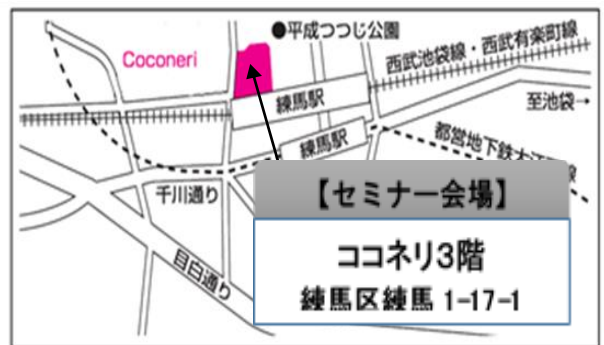 ●平成つつじ公園
Coconeri
西武池袋線・西武有楽町線
練馬駅
至池袋→
練馬駅
都営地下鉄大江戸線
千川通り
【セミナー会場】
目白通り
ココネリ3階
練馬区練馬 1-17-1